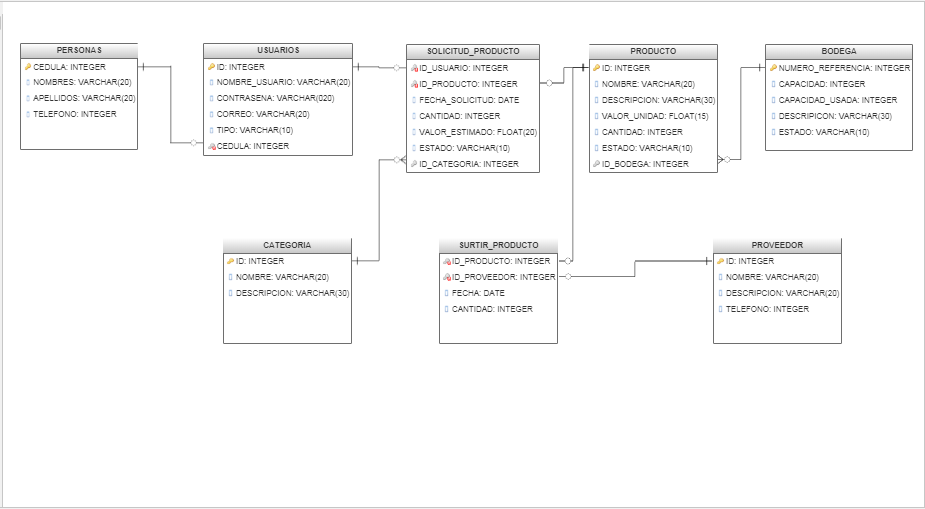 PERSONAS
CEDULA: INTEGER
NOMBRES: VARCHAR(20)
APELLIDOS: VARCHAR(20)
TELEFONO: INTEGER
USUARIOS
ID: INTEGER
NOMBRE_USUARIO: VARCHAR(20)
CONTRASENA: VARCHAR(020)
CORREO: VARCHAR(20)
TIPO: VARCHAR(10)
CEDULA: INTEGER
SOLICITUD_PRODUCTO
ID_USUARIO: INTEGER
ID_PRODUCTO: INTEGER
FECHA_SOLICITUD: DATE
CANTIDAD: INTEGER
VALOR_ESTIMADO: FLOAT(20)
ESTADO: VARCHAR(10)
ID_CATEGORIA: INTEGER
PRODUCTO
ID: INTEGER
NOMBRE: VARCHAR(20)
DESCRIPCION: VARCHAR(30)
VALOR_UNIDAD: FLOAT(15)
CANTIDAD: INTEGER
ESTADO: VARCHAR(10)
ID_BODEGA: INTEGER
BODEGA
NUMERO_REFERENCIA: INTEGER
CAPACIDAD: INTEGER
CAPACIDAD_USADA: INTEGER
DESCRIPICON: VARCHAR(30)
ESTADO: VARCHAR(10)
CATEGORIA
ID: INTEGER
NOMBRE: VARCHAR(20)
DESCRIPCION: VARCHAR(30)
SURTIR_PRODUCTO
ID_PRODUCTO: INTEGER
ID_PROVEEDOR: INTEGER
FECHA: DATE
CANTIDAD: INTEGER
PROVEEDOR
ID: INTEGER
NOMBRE: VARCHAR(20)
DESCRIPCION: VARCHAR(20)
TELEFONO: INTEGER